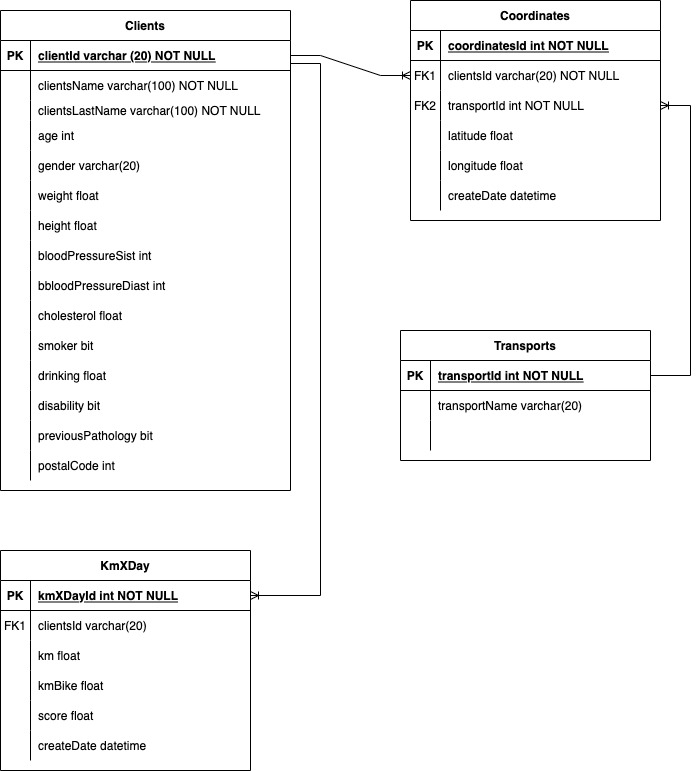 Clients
PK clientId varchar (20) NOT NULL
clientsName varchar(100) NOT NULL
clientsLastName varchar(100) NOT NULL
age int
gender varchar(20)
weight float
height float
bloodPressureSist int
bbloodPressureDiast int
cholesterol float
smoker bit
drinking float
disability bit
previousPathology bit
postalCode int
Coordinates
PK coordinatesId int NOT NULL
FK1 clientsId varchar(20) NOT NULL
FK2 transportId int NOT NULL
latitude float
longitude float
createDate datetime
Transports
PK transportId int NOT NULL
transportName varchar(20)
KmXDay
PK kmXDayId int NOT NULL
FK1 clientsId varchar(20)
km float
kmBike float
score float
createDate datetime